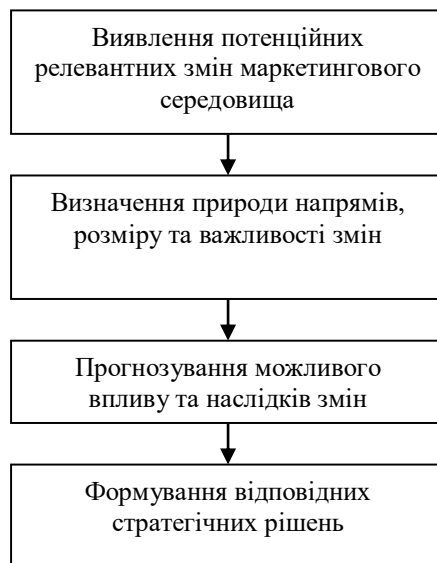 Виявлення потенційних
релевантних змін маркетингового
середовища
Визначення природи напрямів,
розміру та важливості змін
Прогнозування можливого
впливу та наслідків змін
Формування відповідних
стратегічних рішень